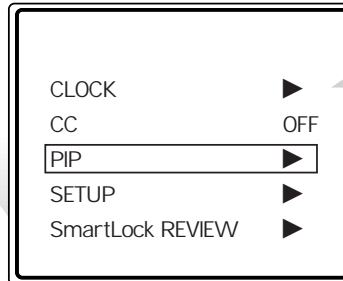 CLOCK ▶
CC OFF
PIP ▶
SETUP ▶
SmartLock REVIEW ▶